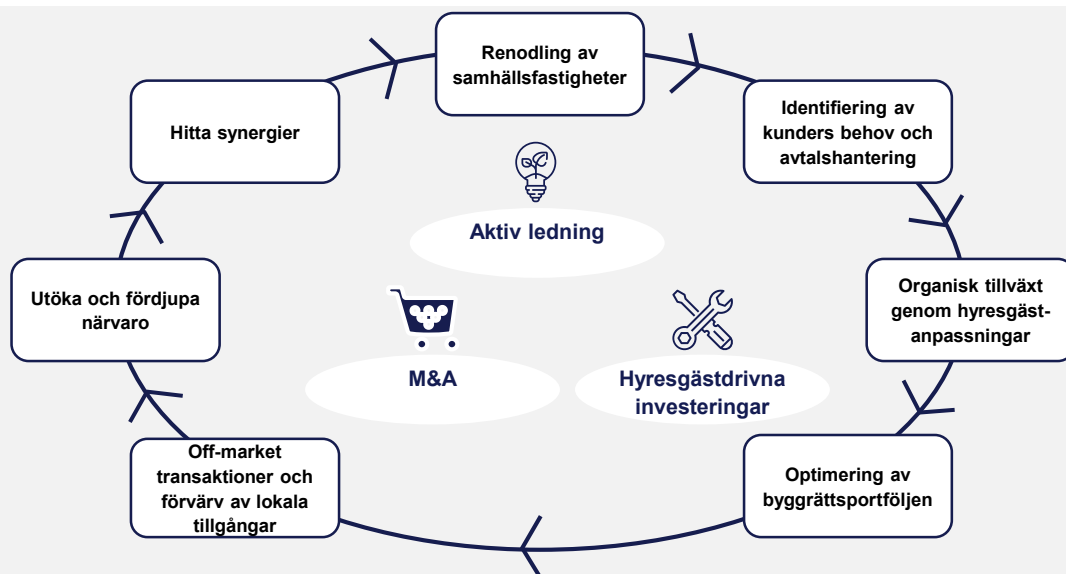 Renodling av
samhällsfastigheter
Identifiering av
kunders behov och
avtalshantering
Organisk tillväxt
genom hyresgäst-
anpassningar
Optimering av
byggrättsportföljen
Off-market
transaktioner och
förvärv av lokala
tillgångar
Utöka och fördjupa
närvaro
Hitta synergier
Aktiv ledning
M&A
Hyresgästdrivna
investeringar